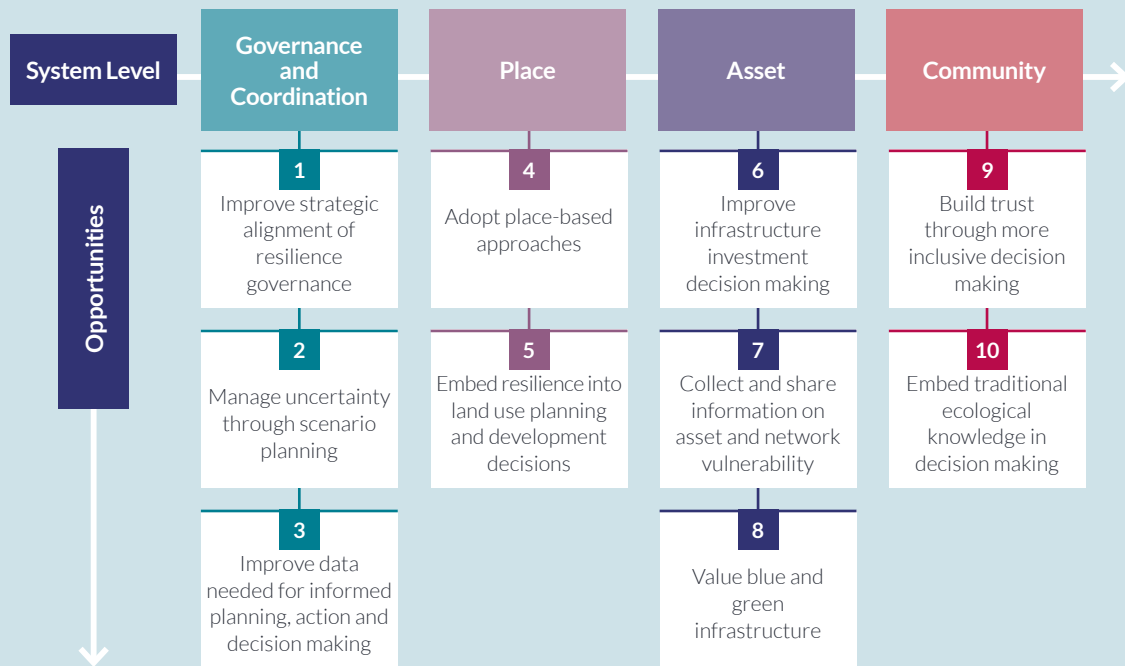 System Level
Governance
and
Coordination
Place
Asset
Community
Opportunities
1
Improve strategic
alignment of
resilience
governance
2
Manage uncertainty
through scenario
planning
3
Improve data
needed for informed
planning, action and
decision making
4
Adopt place-based
approaches
5
Embed resilience into
land use planning
and development
decisions
6
Improve
infrastructure
investment
decision making
7
Collect and share
information on
asset and network
vulnerability
8
Value blue and
green
infrastructure
9
Build trust
through more
inclusive decision
making
10
Embed traditional
ecological
knowledge in
decision making